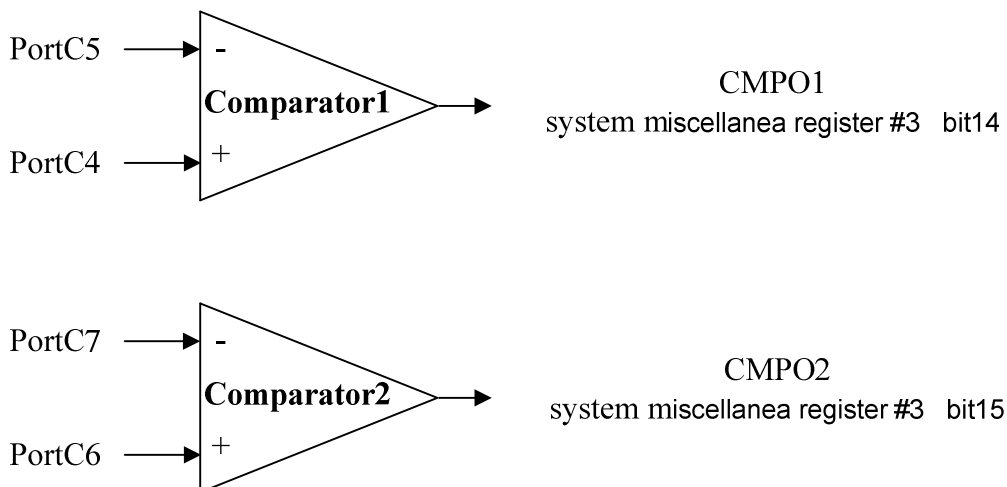 PortC5
-
Comparator1
CMPO1
system miscellanea register #3 bit14
PortC4
+
PortC7
-
Comparator2
CMPO2
system miscellanea register #3 bit15
PortC6
+